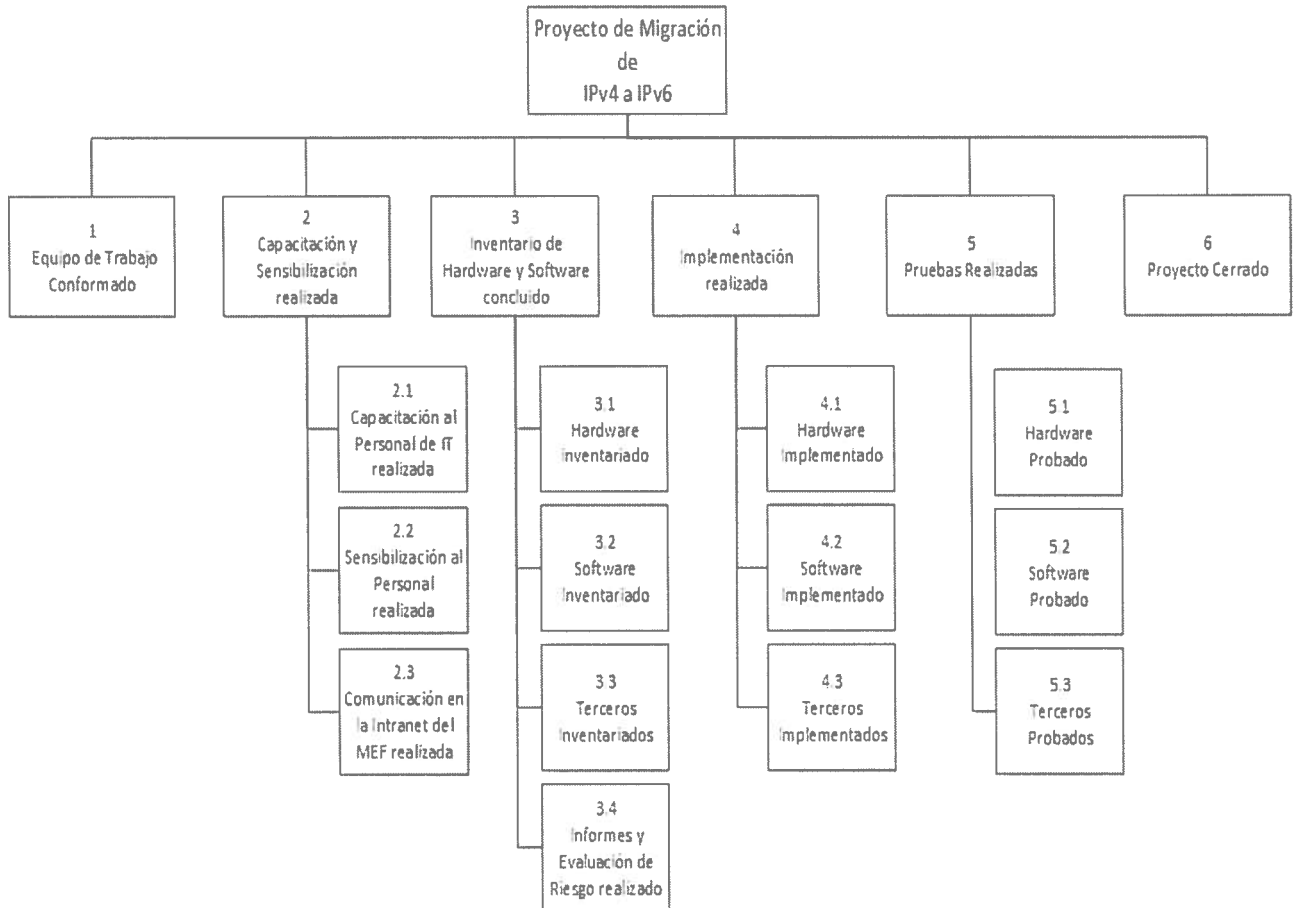 Proyecto de Migración
de
IPv4 a IPv6
1
Equipo de Trabajo
Conformado
2
Capacitación y
Sensibilización
realizada
3
Inventario de
Hardware y Software
concluido
4
Implementación
realizada
5
Pruebas Realizadas
6
Proyecto Cerrado
2.1
Capacitación al
Personal de IT
realizada
2.2
Sensibilización al
Personal
realizada
2.3
Comunicación en
la Intranet del
MEF realizada
3.1
Hardware
inventariado
3.2
Software
Inventariado
3.3
Terceros
Inventariados
3.4
Informes y
Evaluación de
Riesgo realizado
4.1
Hardware
Implementado
4.2
Software
Implementado
4.3
Terceros
Implementados
5.1
Hardware
Probado
5.2
Software
Probado
5.3
Terceros
Probados